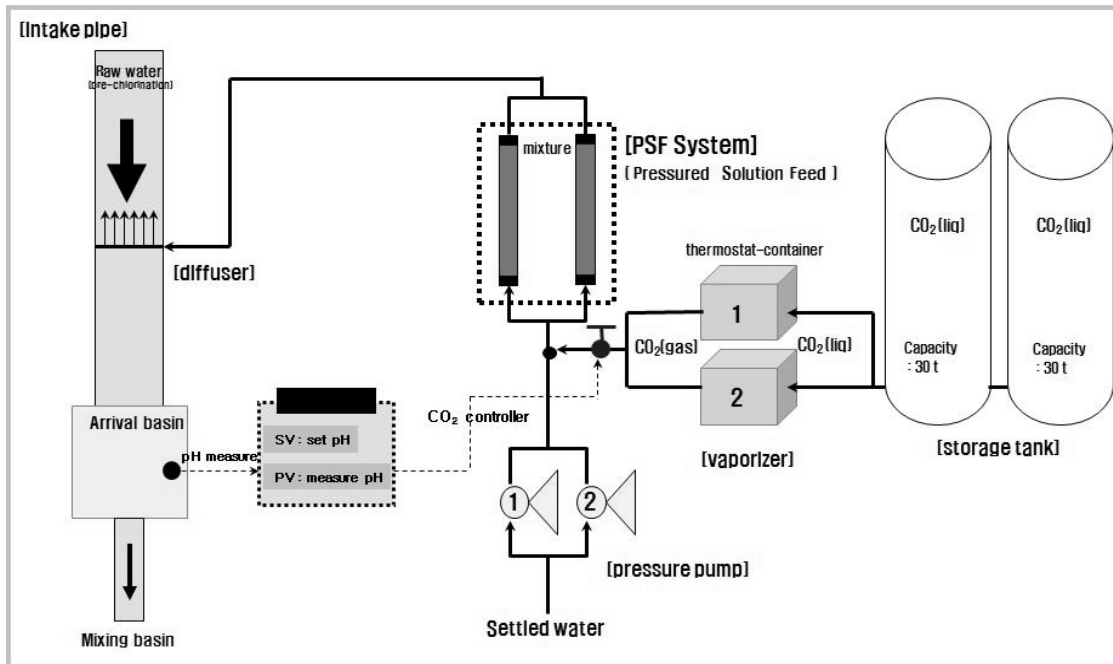 [Intake pipe]
Raw water
(pre-chlorination)
[diffuser]
mixture
[PSF System]
( Pressured Solution Feed )
thermostat-container
1
2
CO₂(gas)
CO₂(liq)
[vaporizer]
CO₂(liq)
CO₂(liq)
Capacity
: 30 t
Capacity
: 30 t
[storage tank]
Arrival basin
pH measure
SV : set pH
PV : measure pH
CO₂ controller
1
2
[pressure pump]
Settled water
Mixing basin